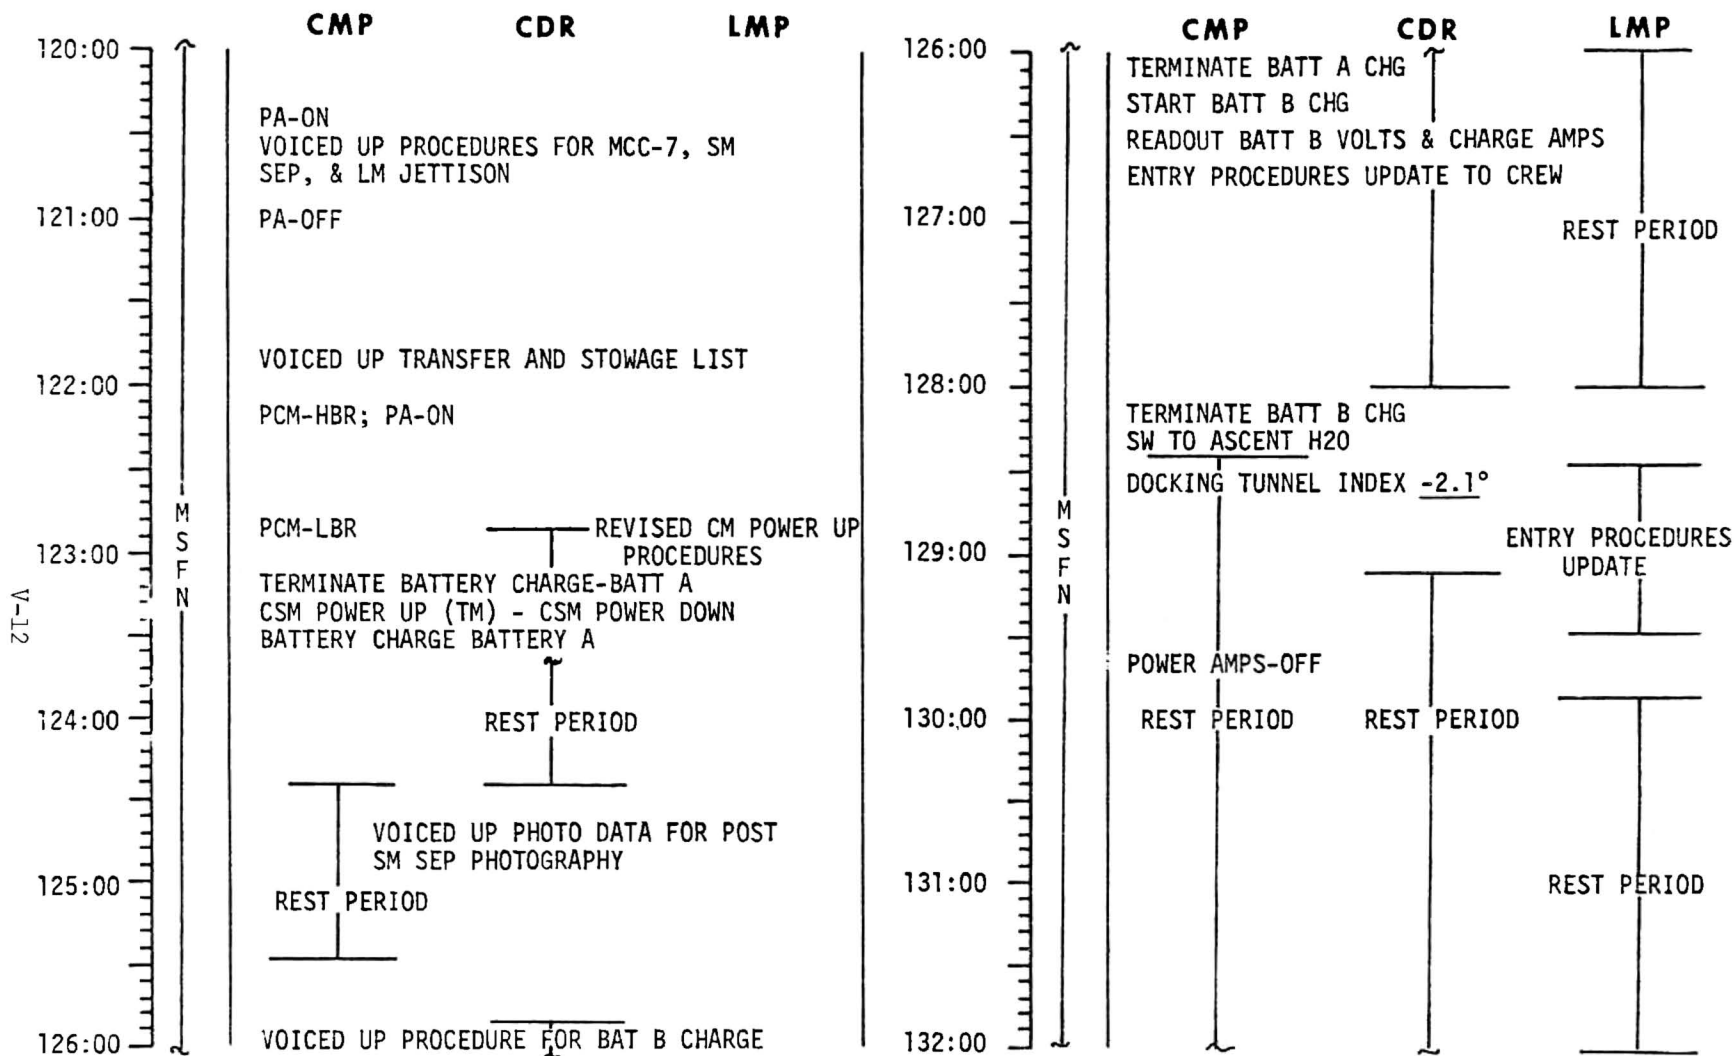 CMP CDR LMP
120:00
PA-ON
VOICED UP PROCEDURES FOR MCC-7, SM
SEP, & LM JETTISON
121:00
PA-OFF
VOICED UP TRANSFER AND STOWAGE LIST
122:00
PCM-HBR; PA-ON
MSFN
PCM-LBR
REVISED CM POWER UP
PROCEDURES
123:00
TERMINATE BATTERY CHARGE-BATT A
CSM POWER UP (TM) - CSM POWER DOWN
BATTERY CHARGE BATTERY A
124:00
REST PERIOD
VOICED UP PHOTO DATA FOR POST
SM SEP PHOTOGRAPHY
125:00
REST PERIOD
126:00
VOICED UP PROCEDURE FOR BAT B CHARGE
V-12
CMP CDR LMP
126:00
TERMINATE BATT A CHG
START BATT B CHG
READOUT BATT B VOLTS & CHARGE AMPS
ENTRY PROCEDURES UPDATE TO CREW
127:00
REST PERIOD
128:00
TERMINATE BATT B CHG
SW TO ASCENT H2O
DOCKING TUNNEL INDEX -2.1°
MSFN
129:00
ENTRY PROCEDURES
UPDATE
POWER AMPS-OFF
130:00
REST PERIOD REST PERIOD
131:00
REST PERIOD
132:00